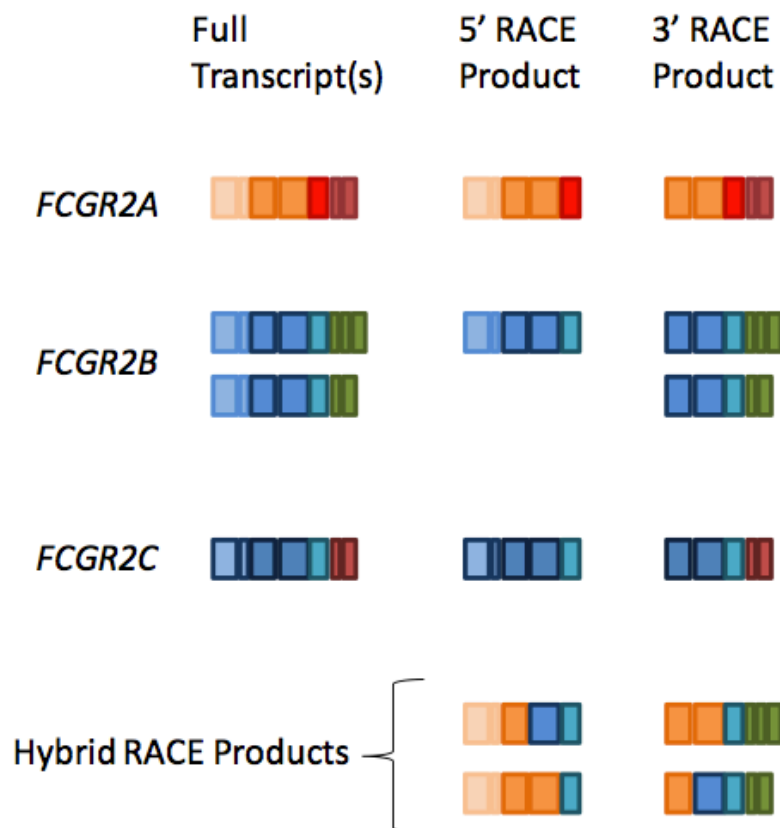 Full 5’ RACE 3’ RACE
Transcript(s) Product Product
FCGR2A
FCGR2B
FCGR2C
Hybrid RACE Products